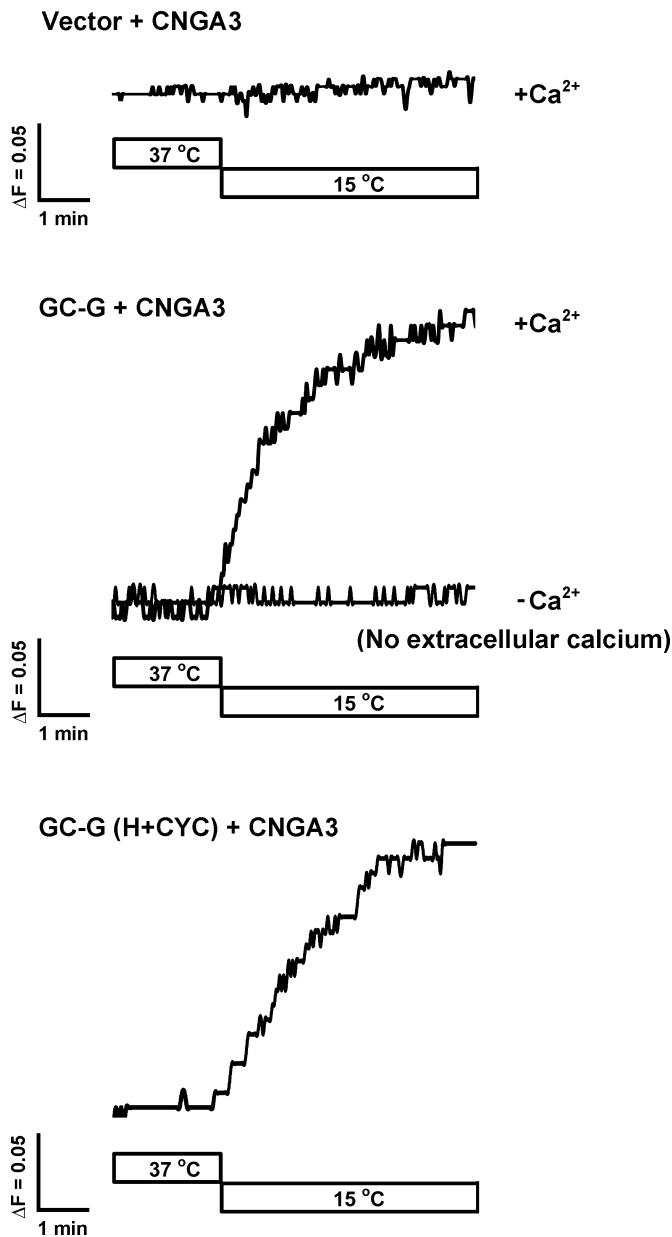 Vector + CNGA3
+Ca²⁺
ΔF = 0.05
37 °C
15 °C
1 min
GC-G + CNGA3
+Ca²⁺
-Ca²⁺
(No extracellular calcium)
ΔF = 0.05
37 °C
15 °C
1 min
GC-G (H+CYC) + CNGA3
ΔF = 0.05
37 °C
15 °C
1 min